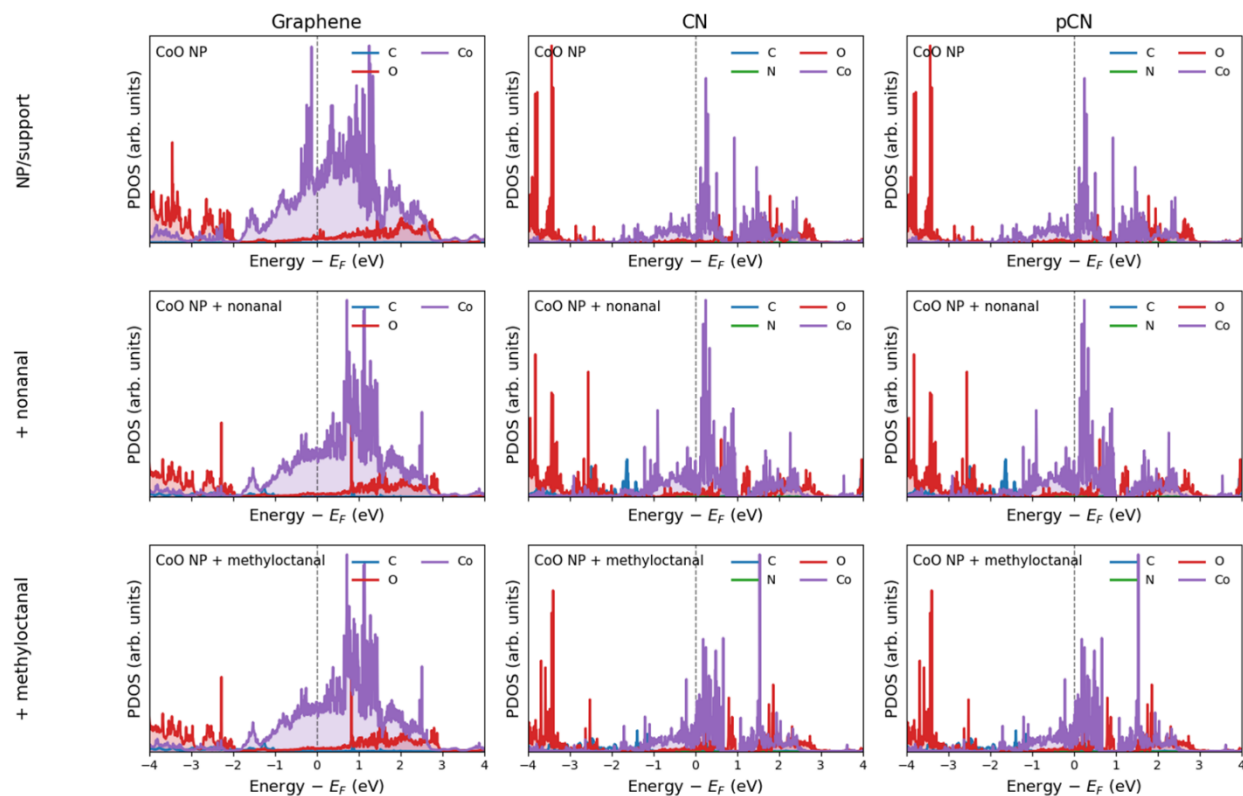 Graphene CN pCN
NP/support
PDOS (arb. units)
CoO NP
C Co
O
Energy − E_F (eV)
PDOS (arb. units)
CoO NP
C O
N Co
Energy − E_F (eV)
PDOS (arb. units)
CoO NP
C O
N Co
Energy − E_F (eV)
+ nonanal
PDOS (arb. units)
CoO NP + nonanal
C Co
O
Energy − E_F (eV)
PDOS (arb. units)
CoO NP + nonanal
C O
N Co
Energy − E_F (eV)
PDOS (arb. units)
CoO NP + nonanal
C O
N Co
Energy − E_F (eV)
+ methyloctanal
PDOS (arb. units)
CoO NP + methyloctanal
C Co
O
−4 −3 −2 −1 0 1 2 3 4
Energy − E_F (eV)
PDOS (arb. units)
CoO NP + methyloctanal
C O
N Co
−4 −3 −2 −1 0 1 2 3 4
Energy − E_F (eV)
PDOS (arb. units)
CoO NP + methyloctanal
C O
N Co
−4 −3 −2 −1 0 1 2 3 4
Energy − E_F (eV)